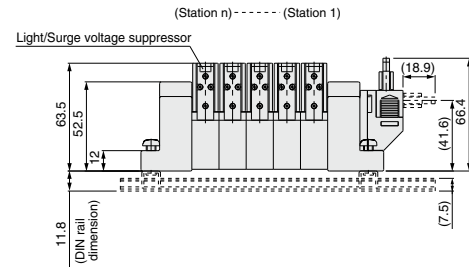 (Station n) ------ (Station 1)
Light/Surge voltage suppressor
(18.9)
63.5
52.5
12
(41.6)
66.4
11.8
(DIN rail
dimension)
(7.5)